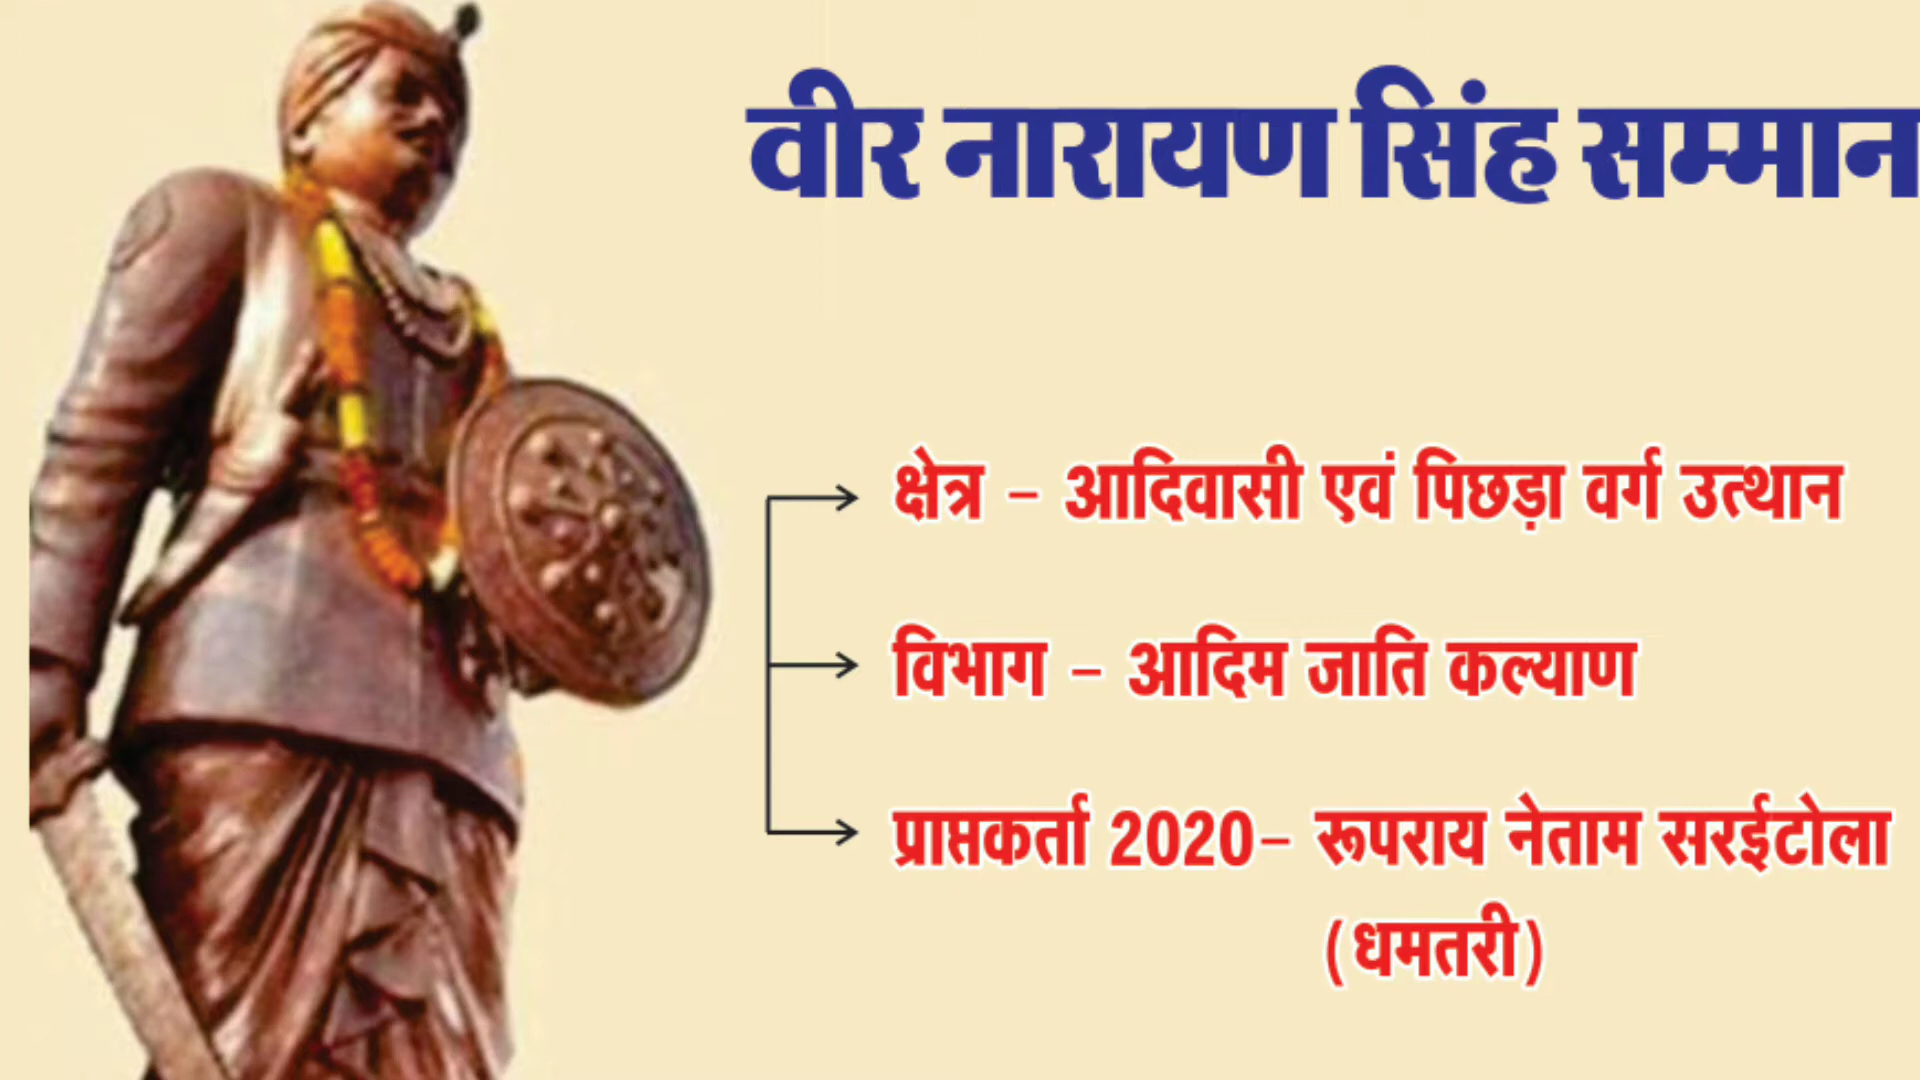 वीर नारायण सिंह सम्मान
क्षेत्र - आदिवासी एवं पिछड़ा वर्ग उत्थान
विभाग - आदिम जाति कल्याण
प्राप्तकर्ता 2020- रूपराय नेताम सरईटोला
(धमतरी)